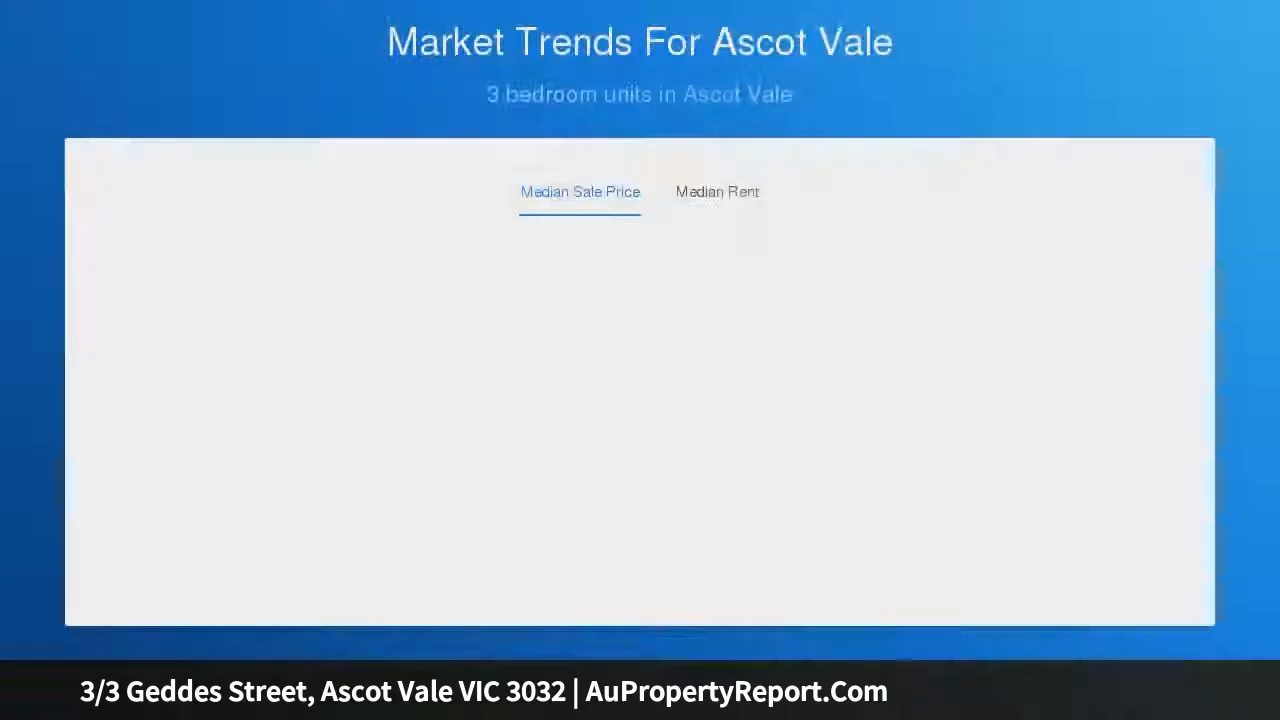 Market Trends For Ascot Vale
3 bedroom units in Ascot Vale
Median Sale Price Median Rent
3/3 Geddes Street, Ascot Vale VIC 3032 | AuPropertyReport.Com